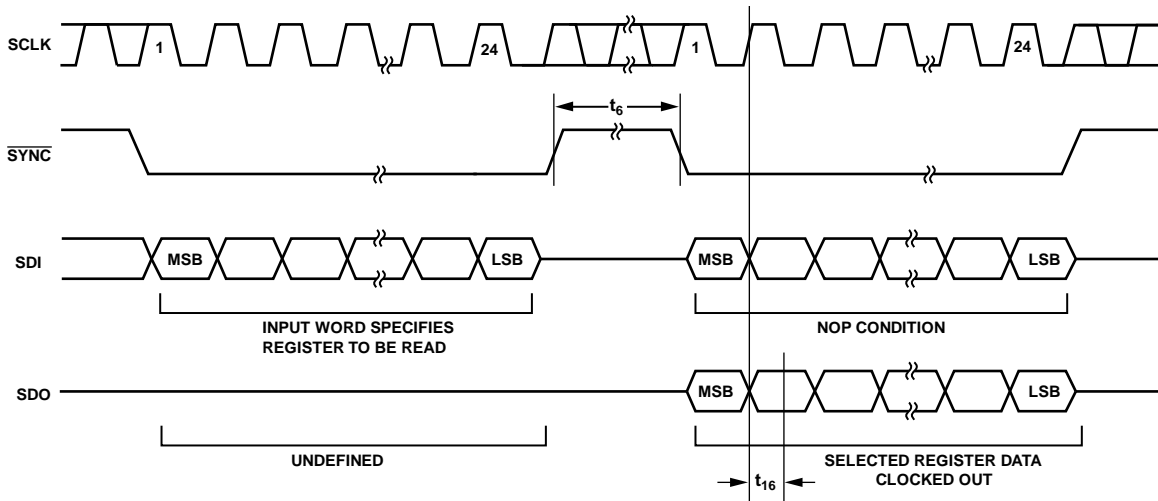 SCLK
1
24
1
24
t6
SYNC
SDI
MSB
LSB
MSB
LSB
INPUT WORD SPECIFIES
REGISTER TO BE READ
NOP CONDITION
SDO
MSB
LSB
UNDEFINED
SELECTED REGISTER DATA
CLOCKED OUT
t16